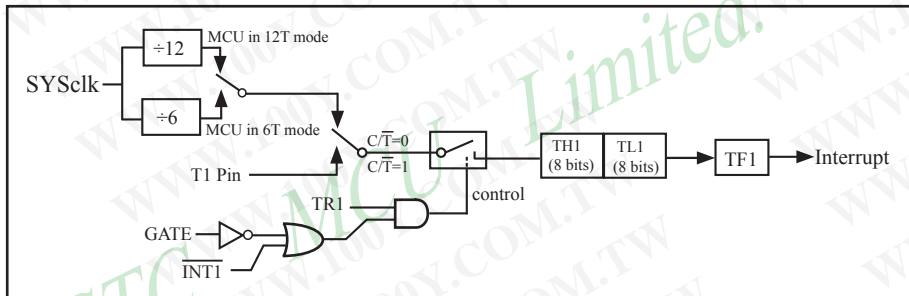 ÷12
MCU in 12T mode
SYSclk
÷6
MCU in 6T mode
C/T̅=0
C/T̅=1
T1 Pin
TH1
(8 bits)
TL1
(8 bits)
TF1
Interrupt
control
TR1
GATE
I̅N̅T̅1̅
STC MCU Limited.
WWW.100Y.COM.TW